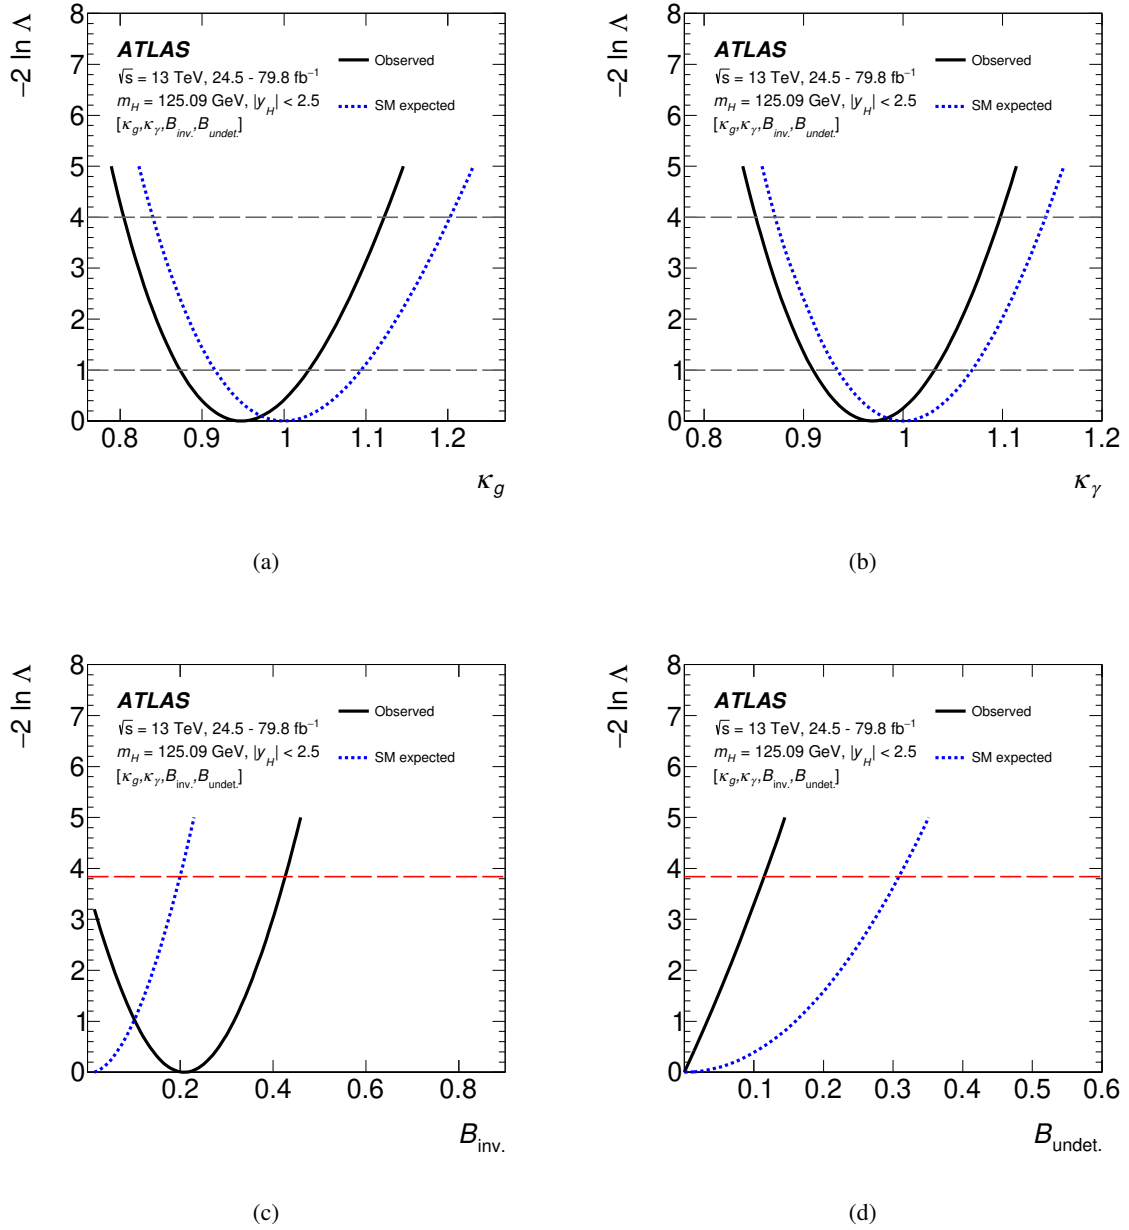 −2 ln Λ
8
7
6
5
4
3
2
1
0
ATLAS
√s = 13 TeV, 24.5 - 79.8 fb⁻¹
m_H = 125.09 GeV, |y_H| < 2.5
[κ_g,κ_γ,B_inv.,B_undet.]
Observed
SM expected
0.8 0.9 1 1.1 1.2
κ_g
(a)
−2 ln Λ
8
7
6
5
4
3
2
1
0
ATLAS
√s = 13 TeV, 24.5 - 79.8 fb⁻¹
m_H = 125.09 GeV, |y_H| < 2.5
[κ_g,κ_γ,B_inv.,B_undet.]
Observed
SM expected
0.8 0.9 1 1.1 1.2
κ_γ
(b)
−2 ln Λ
8
7
6
5
4
3
2
1
0
ATLAS
√s = 13 TeV, 24.5 - 79.8 fb⁻¹
m_H = 125.09 GeV, |y_H| < 2.5
[κ_g,κ_γ,B_inv.,B_undet.]
Observed
SM expected
0.2 0.4 0.6 0.8
B_inv.
(c)
−2 ln Λ
8
7
6
5
4
3
2
1
0
ATLAS
√s = 13 TeV, 24.5 - 79.8 fb⁻¹
m_H = 125.09 GeV, |y_H| < 2.5
[κ_g,κ_γ,B_inv.,B_undet.]
Observed
SM expected
0.1 0.2 0.3 0.4 0.5 0.6
B_undet.
(d)